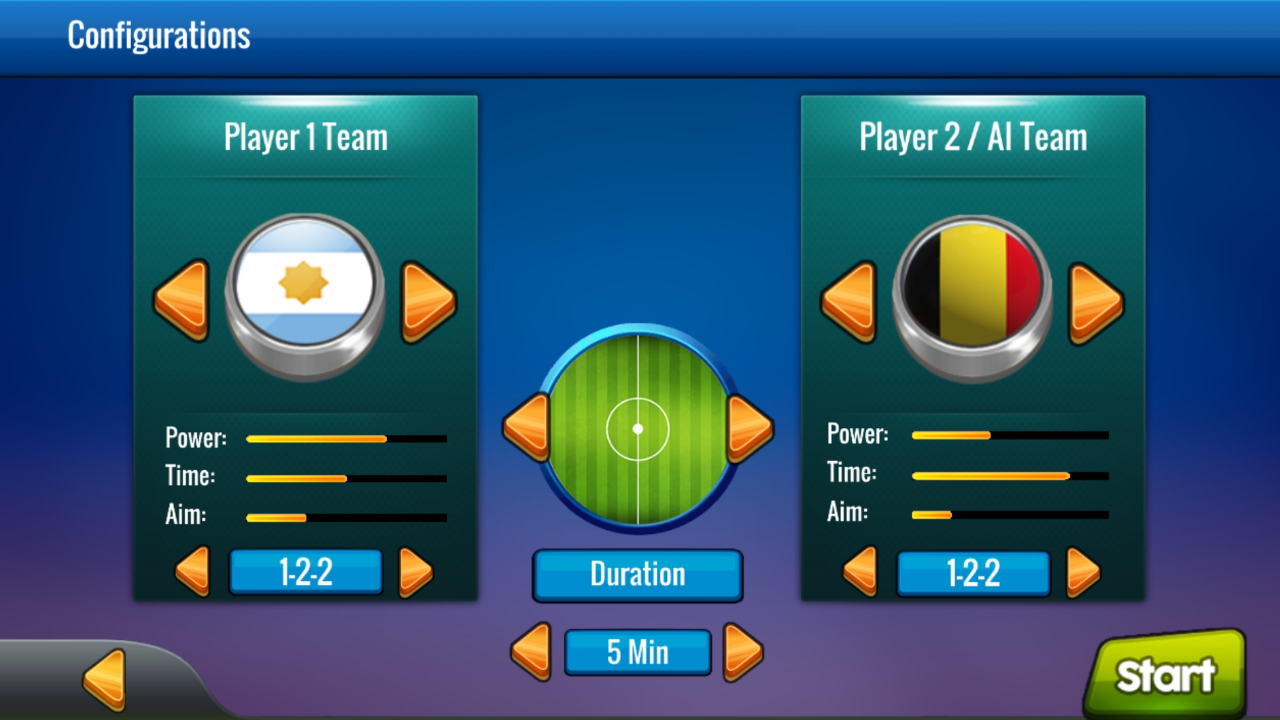 Configurations
Player 1 Team
Power:
Time:
Aim:
1-2-2
Duration
5 Min
Player 2 / AI Team
Power:
Time:
Aim:
1-2-2
Start